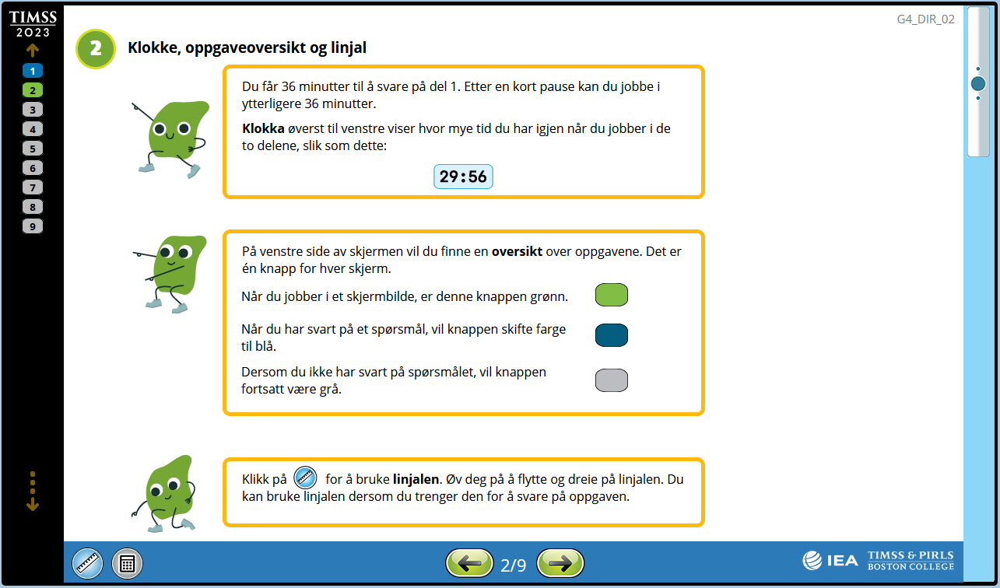 TIMSS
2023
1
2
3
4
5
6
7
8
9
G4_DIR_02
2
Klokke, oppgaveoversikt og linjal
Du får 36 minutter til å svare på del 1. Etter en kort pause kan du jobbe i
ytterligere 36 minutter.
Klokka øverst til venstre viser hvor mye tid du har igjen når du jobber i de
to delene, slik som dette:
29:56
På venstre side av skjermen vil du finne en oversikt over oppgavene. Det er
én knapp for hver skjerm.
Når du jobber i et skjermbilde, er denne knappen grønn.
Når du har svart på et spørsmål, vil knappen skifte farge
til blå.
Dersom du ikke har svart på spørsmålet, vil knappen
fortsatt være grå.
Klikk på for å bruke linjalen. Øv deg på å flytte og dreie på linjalen. Du
kan bruke linjalen dersom du trenger den for å svare på oppgaven.
2/9
IEA
TIMSS & PIRLS
BOSTON COLLEGE